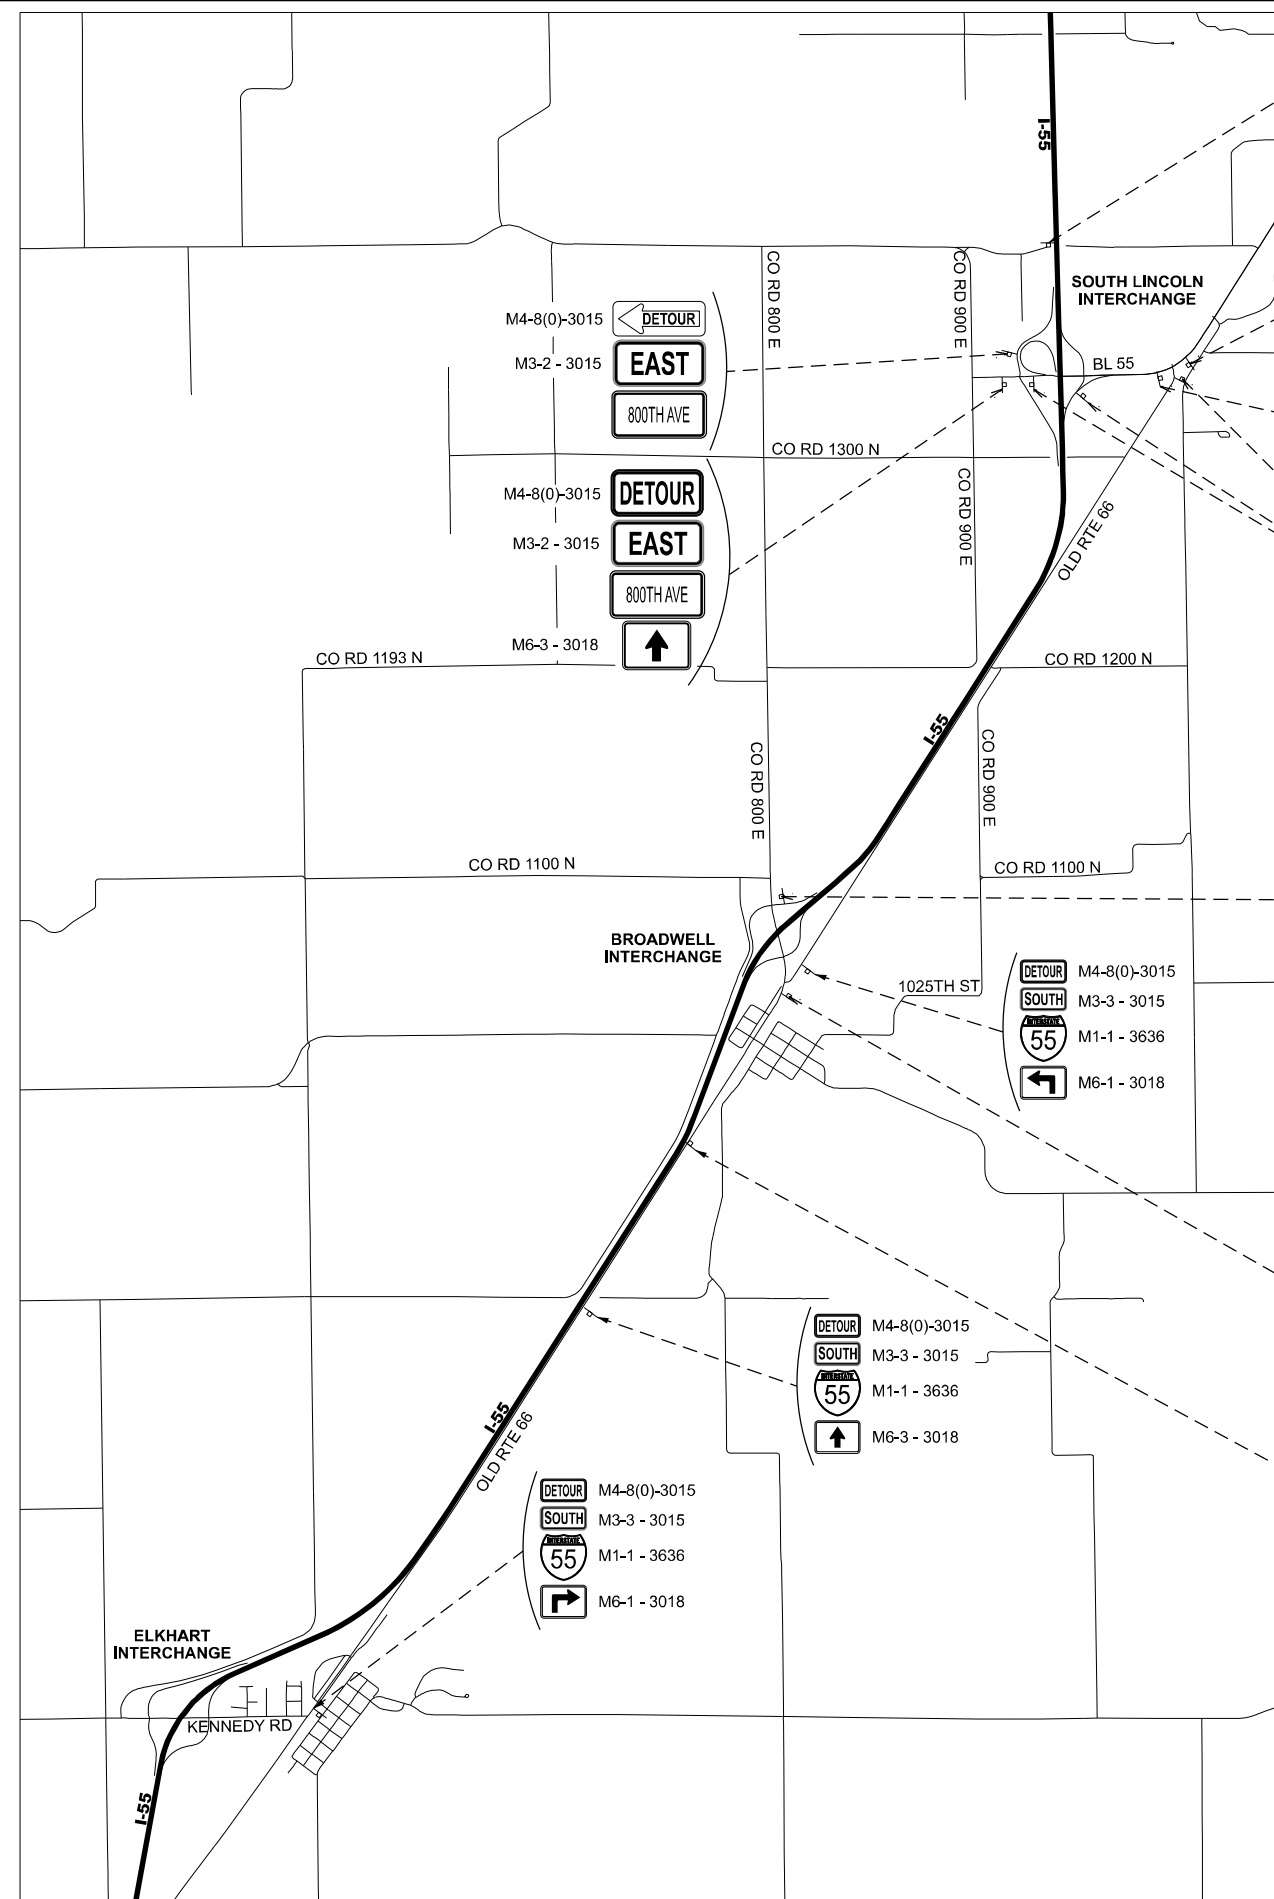 I-55
CO RD 800 E
CO RD 900 E
SOUTH LINCOLN
INTERCHANGE
M4-8(0)-3015
DETOUR
M3-2 - 3015
EAST
800TH AVE
BL 55
CO RD 1300 N
M4-8(0)-3015
DETOUR
M3-2 - 3015
EAST
800TH AVE
M6-3 - 3018
CO RD 900 E
OLD RTE 66
CO RD 1193 N
CO RD 1200 N
I-55
CO RD 800 E
CO RD 900 E
CO RD 1100 N
CO RD 1100 N
BROADWELL
INTERCHANGE
1025TH ST
DETOUR M4-8(0)-3015
SOUTH M3-3 - 3015
INTERSTATE
55 M1-1 - 3636
M6-1 - 3018
DETOUR M4-8(0)-3015
SOUTH M3-3 - 3015
INTERSTATE
55 M1-1 - 3636
M6-3 - 3018
I-55
OLD RTE 66
DETOUR M4-8(0)-3015
SOUTH M3-3 - 3015
INTERSTATE
55 M1-1 - 3636
M6-1 - 3018
ELKHART
INTERCHANGE
KENNEDY RD
I-55